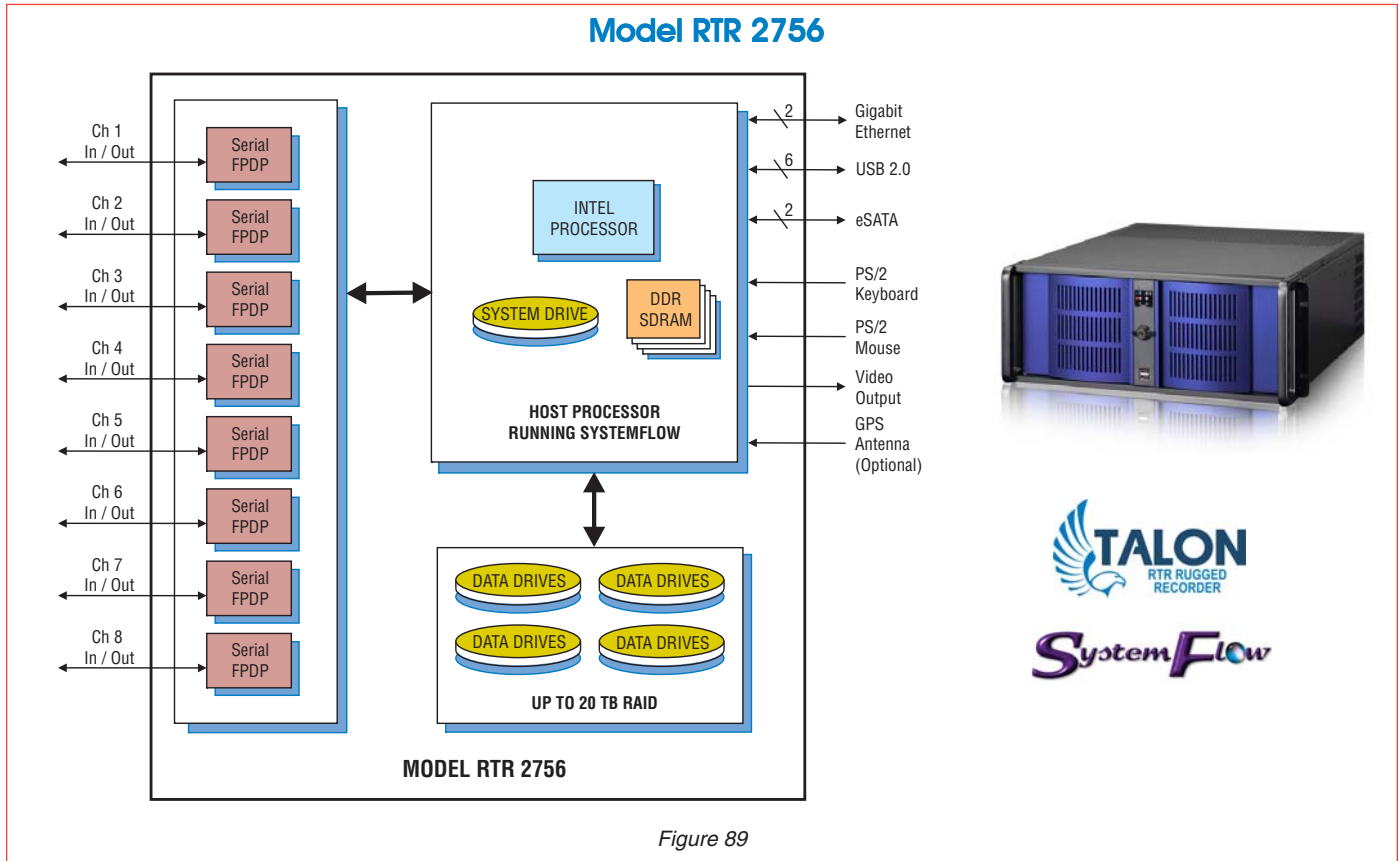 Model RTR 2756
Ch 1
In / Out
Serial
FPDP
Ch 2
In / Out
Serial
FPDP
Ch 3
In / Out
Serial
FPDP
Ch 4
In / Out
Serial
FPDP
Ch 5
In / Out
Serial
FPDP
Ch 6
In / Out
Serial
FPDP
Ch 7
In / Out
Serial
FPDP
Ch 8
In / Out
Serial
FPDP
INTEL
PROCESSOR
SYSTEM DRIVE
DDR
SDRAM
HOST PROCESSOR
RUNNING SYSTEMFLOW
2
Gigabit
Ethernet
6
USB 2.0
2
eSATA
PS/2
Keyboard
PS/2
Mouse
Video
Output
GPS
Antenna
(Optional)
DATA DRIVES
DATA DRIVES
DATA DRIVES
DATA DRIVES
UP TO 20 TB RAID
MODEL RTR 2756
TALON
RTR RUGGED
RECORDER
SystemFlow
Figure 89